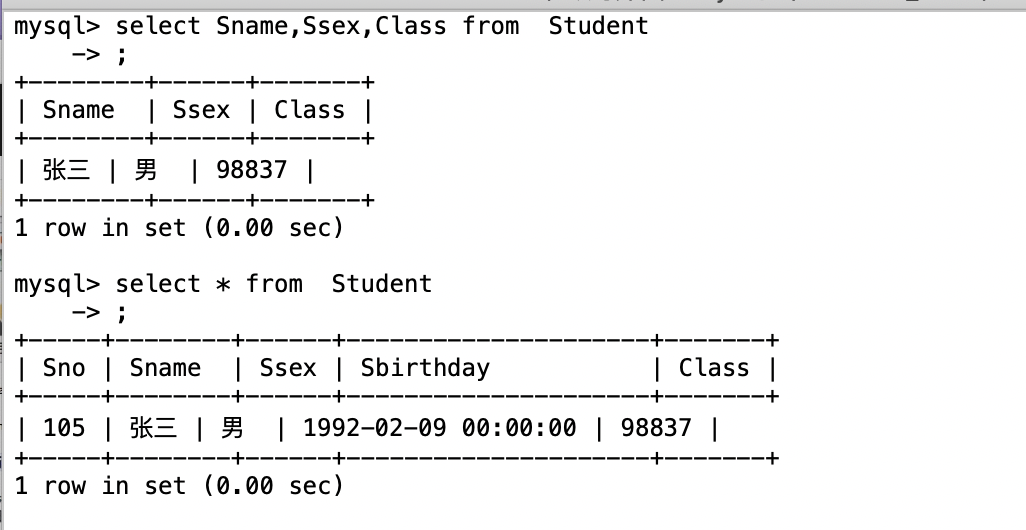 mysql> select Sname,Ssex,Class from  Student
    -> ;
+--------+------+-------+
| Sname  | Ssex | Class |
+--------+------+-------+
| 张三 | 男  | 98837 |
+--------+------+-------+
1 row in set (0.00 sec)
mysql> select * from  Student
    -> ;
+-----+--------+------+---------------------+-------+
| Sno | Sname  | Ssex | Sbirthday           | Class |
+-----+--------+------+---------------------+-------+
| 105 | 张三 | 男  | 1992-02-09 00:00:00 | 98837 |
+-----+--------+------+---------------------+-------+
1 row in set (0.00 sec)